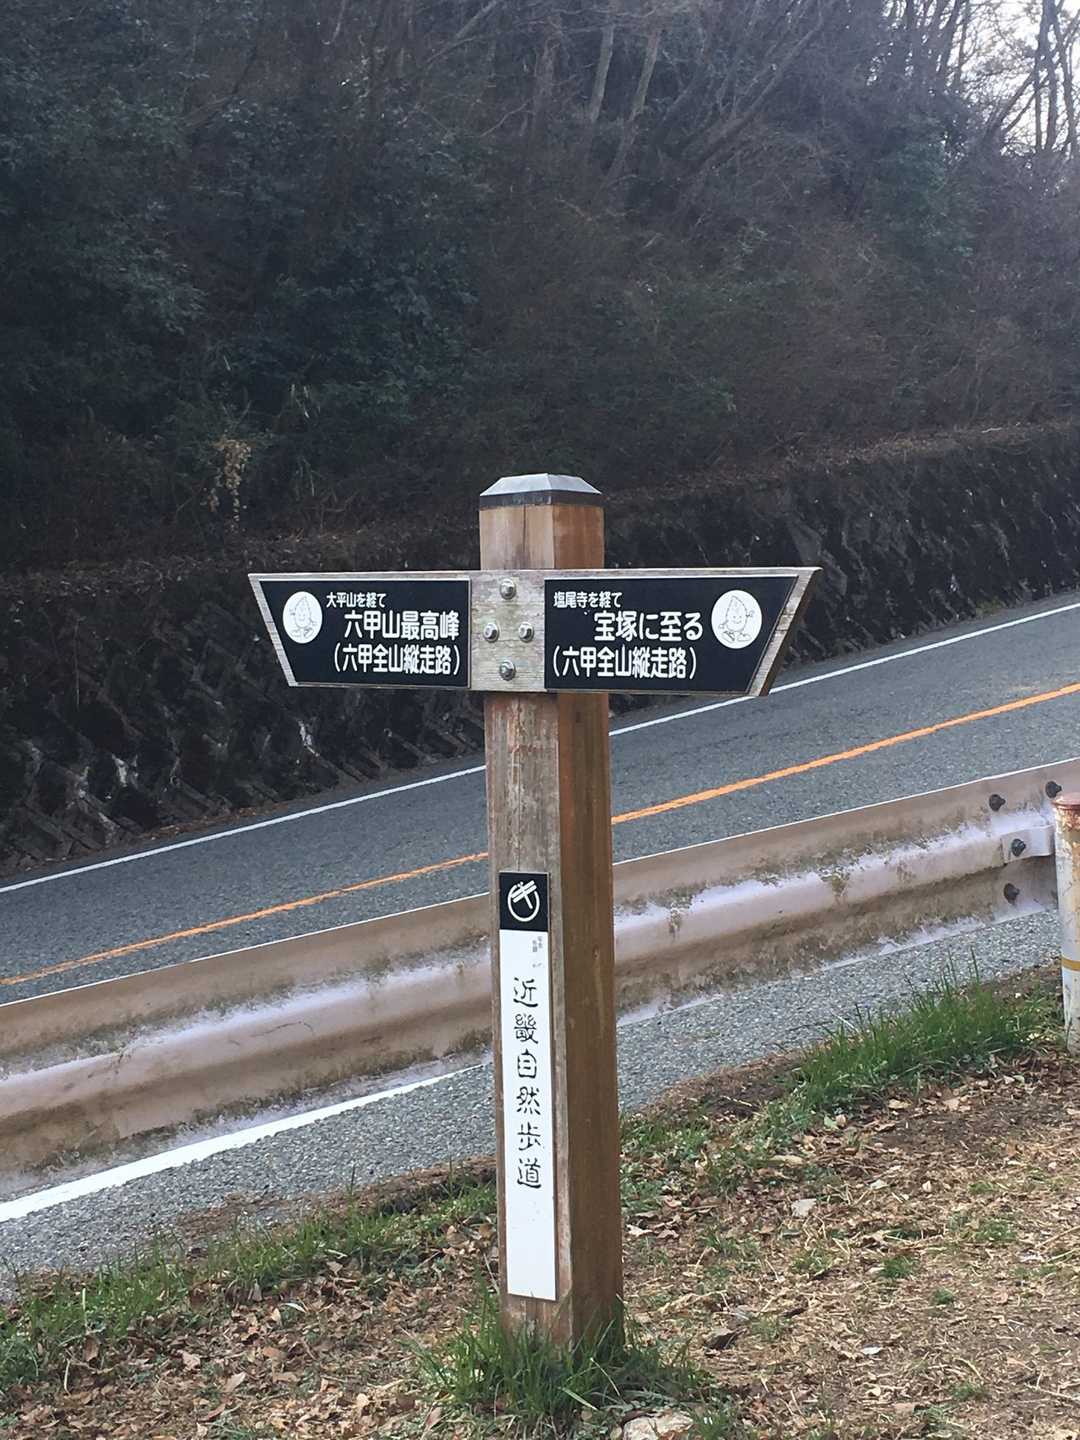 大平山を経て
六甲山最高峰
(六甲全山縦走路)
塩尾寺を経て
宝塚に至る
(六甲全山縦走路)
近畿自然歩道